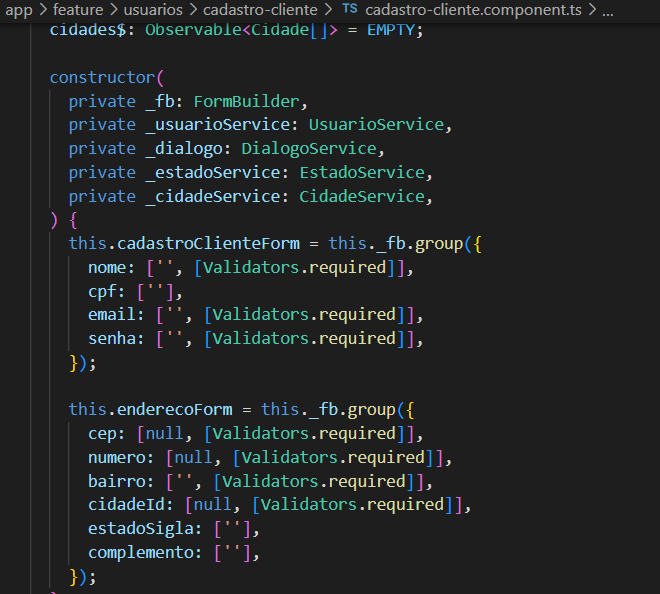 app > feature > usuarios > cadastro-cliente > TS cadastro-cliente.component.ts > ...
cidades$: Observable<Cidade[]> = EMPTY;
constructor(
private _fb: FormBuilder,
private _usuarioService: UsuarioService,
private _dialogo: DialogoService,
private _estadoService: EstadoService,
private _cidadeService: CidadeService,
) {
this.cadastroClienteForm = this._fb.group({
nome: ['', [Validators.required]],
cpf: [''],
email: ['', [Validators.required]],
senha: ['', [Validators.required]],
});
this.enderecoForm = this._fb.group({
cep: [null, [Validators.required]],
numero: [null, [Validators.required]],
bairro: ['', [Validators.required]],
cidadeId: [null, [Validators.required]],
estadoSigla: [''],
complemento: [''],
});